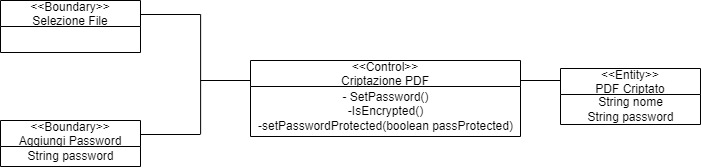 <<Boundary>>
Selezione File
<<Boundary>>
Aggiungi Password
String password
<<Control>>
Criptazione PDF
- SetPassword()
-IsEncrypted()
-setPasswordProtected(boolean passProtected)
<<Entity>>
PDF Criptato
String nome
String password